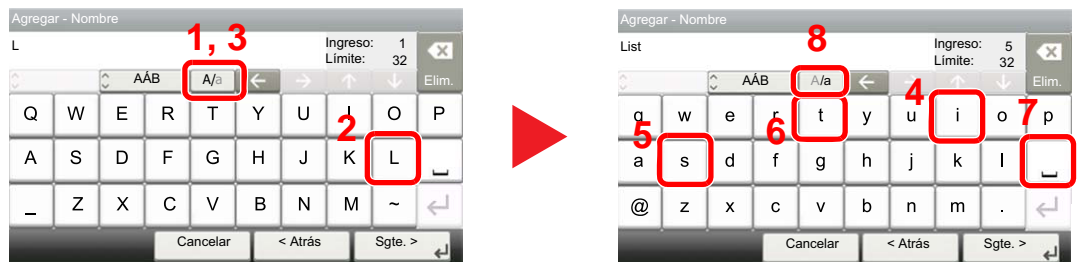 Agregar - Nombre
L
1, 3
Ingreso: 1
Límite: 32
AÁB
A/a
Elim.
Q W E R T Y U I O P
2
A S D F G H J K L
_ Z X C V B N M ~
Cancelar
< Atrás
Sgte. >
Agregar - Nombre
List
8
Ingreso: 5
Límite: 32
AÁB
A/a
Elim.
4
7
q w e r t y u i o p
5
6
a s d f g h j k l
@ z x c v b n m .
Cancelar
< Atrás
Sgte. >